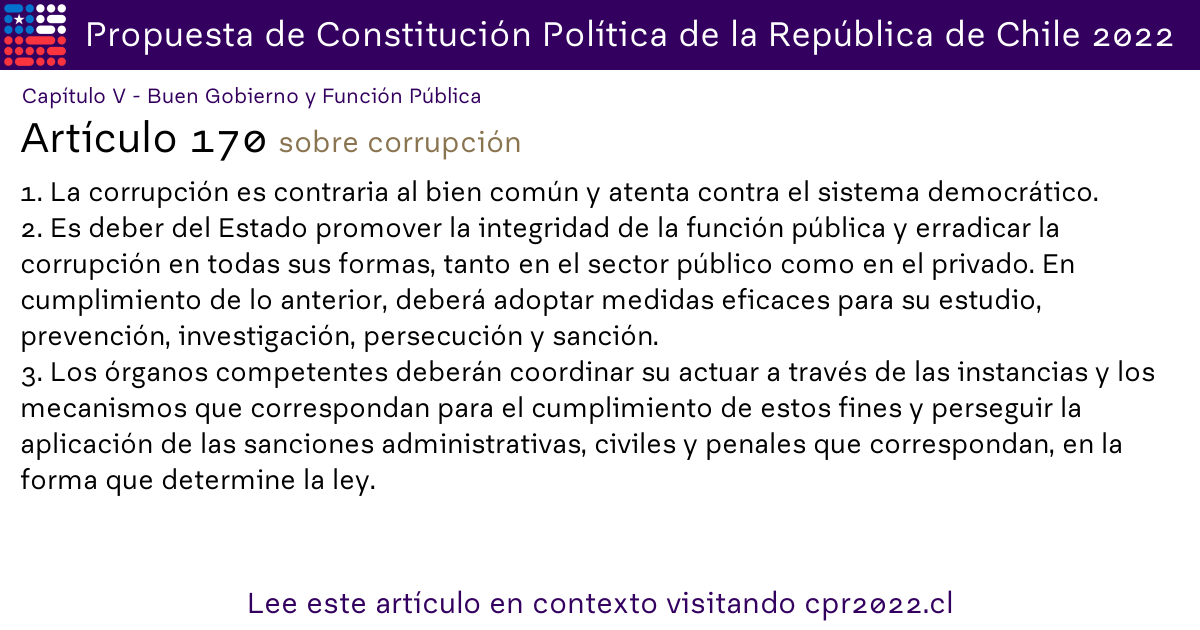 Propuesta de Constitución Política de la República de Chile 2022
Capítulo V - Buen Gobierno y Función Pública
Artículo 170 sobre corrupción
1. La corrupción es contraria al bien común y atenta contra el sistema democrático.
2. Es deber del Estado promover la integridad de la función pública y erradicar la
corrupción en todas sus formas, tanto en el sector público como en el privado. En
cumplimiento de lo anterior, deberá adoptar medidas eficaces para su estudio,
prevención, investigación, persecución y sanción.
3. Los órganos competentes deberán coordinar su actuar a través de las instancias y los
mecanismos que correspondan para el cumplimiento de estos fines y perseguir la
aplicación de las sanciones administrativas, civiles y penales que correspondan, en la
forma que determine la ley.
Lee este artículo en contexto visitando cpr2022.cl